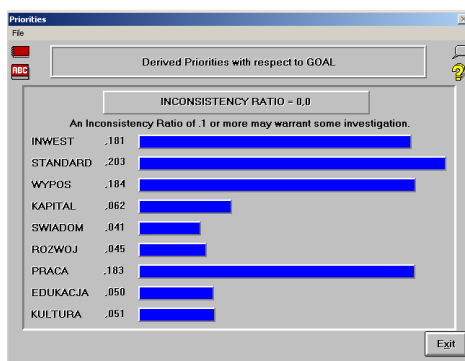 Priorities
File
ABC
Derived Priorities with respect to GOAL
INCONSISTENCY RATIO = 0,0
An Inconsistency Ratio of .1 or more may warrant some investigation.
INWEST ,181
STANDARD ,203
WYPOS ,184
KAPITAL ,062
SWIADOM ,041
ROZWOJ ,045
PRACA ,183
EDUKACJA ,050
KULTURA ,051
Exit